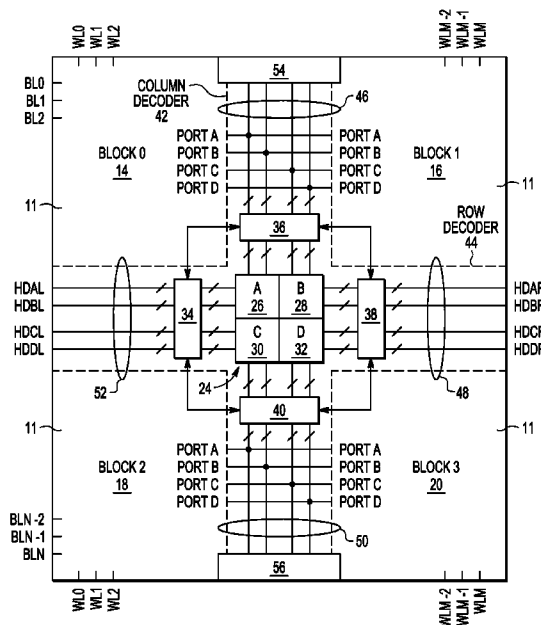 WL0 WL1 WL2 WLM-2 WLM-1 WLM
54
BL0
BL1
BL2
COLUMN DECODER 42
46
PORT A PORT A
PORT B PORT B
PORT C PORT C
PORT D PORT D
BLOCK 0 14
BLOCK 1 16
11 11
36
ROW DECODER 44
HDAL HDAR
HDBL HDBR
HDCL HDCR
HDDL HDDR
34 38
A 26 B 28
C 30 D 32
52 24 48
40
11 11
PORT A PORT A
PORT B PORT B
PORT C PORT C
PORT D PORT D
BLOCK 2 18
BLOCK 3 20
BLN-2
BLN-1
BLN
50
56
WL0 WL1 WL2 WLM-2 WLM-1 WLM